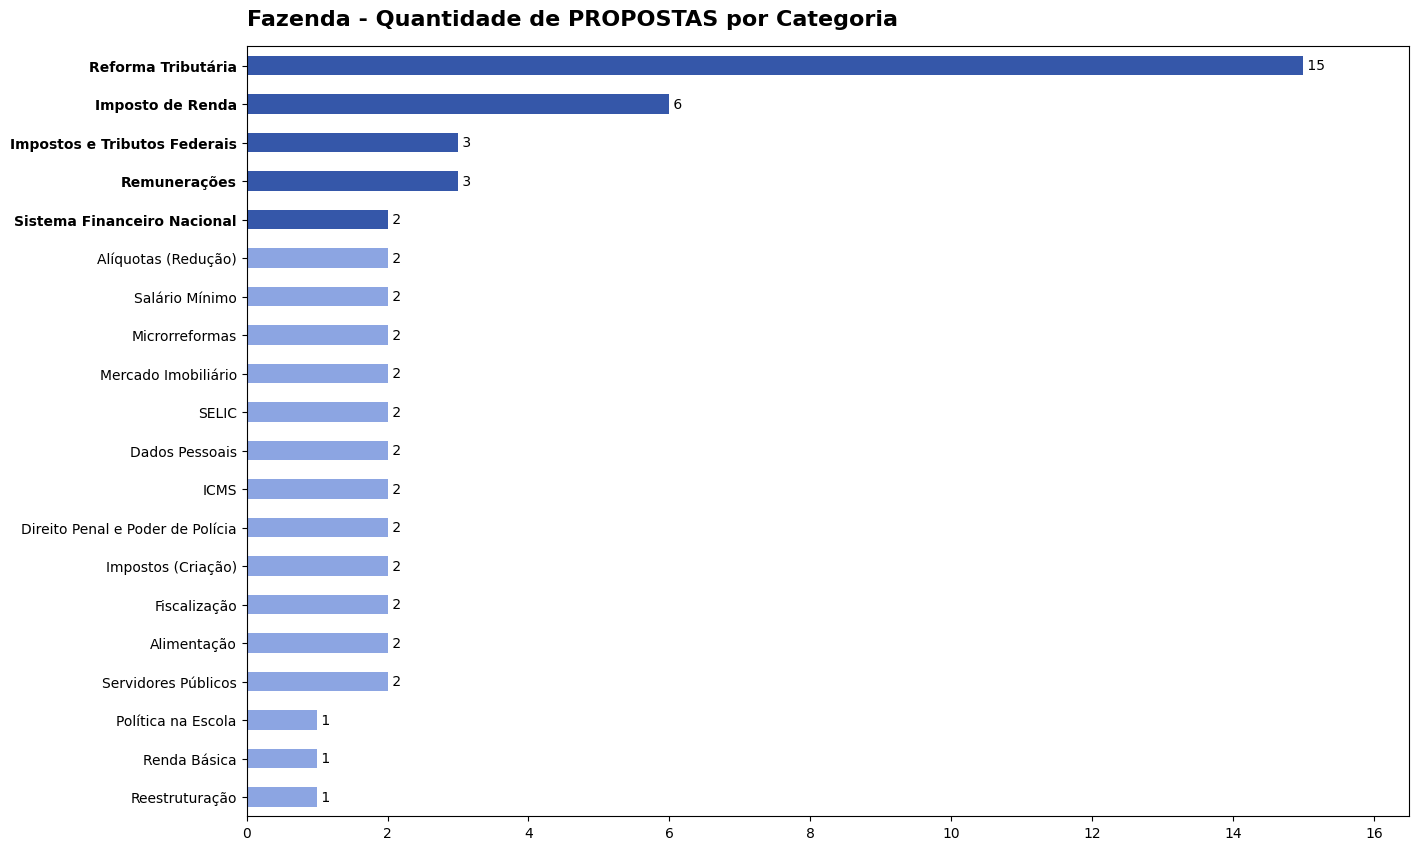 Fazenda - Quantidade de PROPOSTAS por Categoria
Reforma Tributária 15
Imposto de Renda 6
Impostos e Tributos Federais 3
Remunerações 3
Sistema Financeiro Nacional 2
Alíquotas (Redução) 2
Salário Mínimo 2
Microrreformas 2
Mercado Imobiliário 2
SELIC 2
Dados Pessoais 2
ICMS 2
Direito Penal e Poder de Polícia 2
Impostos (Criação) 2
Fiscalização 2
Alimentação 2
Servidores Públicos 2
Política na Escola 1
Renda Básica 1
Reestruturação 1
0 2 4 6 8 10 12 14 16